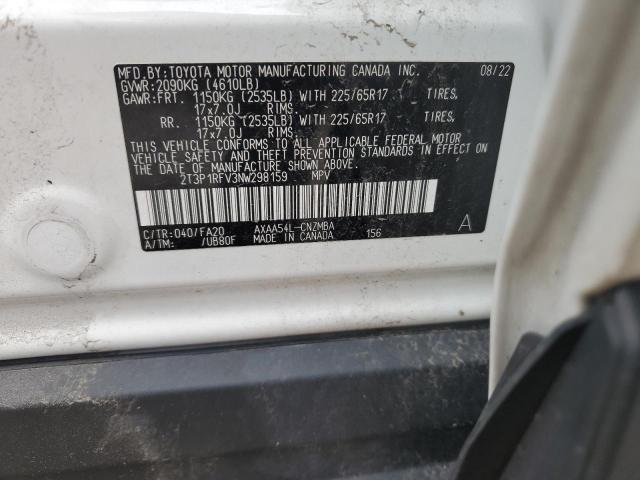 MFD.BY:TOYOTA MOTOR MANUFACTURING CANADA INC. 08/22
GVWR:2090KG (4610LB)
GAWR:FRT. 1150KG (2535LB) WITH 225/65R17 TIRES,
17x7.0J RIMS
RR. 1150KG (2535LB) WITH 225/65R17 TIRES,
17x7.0J RIMS
THIS VEHICLE CONFORMS TO ALL APPLICABLE FEDERAL MOTOR
VEHICLE SAFETY AND THEFT PREVENTION STANDARDS IN EFFECT ON
THE DATE OF MANUFACTURE SHOWN ABOVE.
2T3P1RFV3NW298159 MPV
C/TR:040/FA20 AXAA54L-CNZMBA
A/TM: /UB80F MADE IN CANADA 156 A